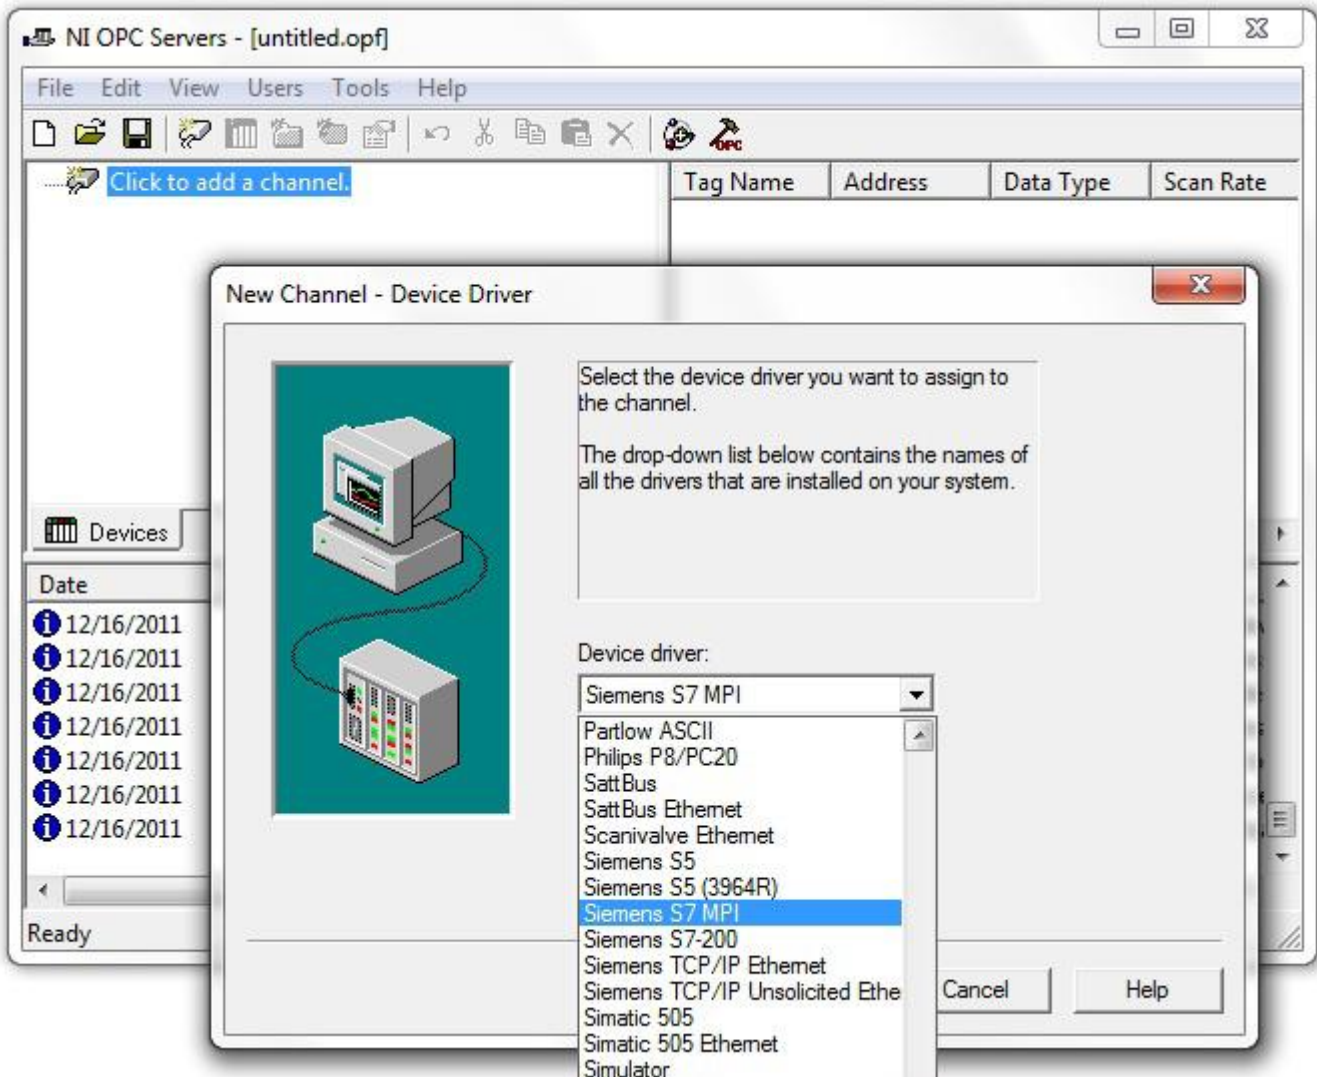 NI OPC Servers - [untitled.opf]
File Edit View Users Tools Help
OPC
Click to add a channel.
Tag Name Address Data Type Scan Rate
New Channel - Device Driver
Select the device driver you want to assign to
the channel.
The drop-down list below contains the names of
all the drivers that are installed on your system.
Devices
Date
12/16/2011
12/16/2011
12/16/2011
12/16/2011
12/16/2011
12/16/2011
12/16/2011
Ready
Device driver:
Siemens S7 MPI
Partlow ASCII
Philips P8/PC20
SattBus
SattBus Ethernet
Scanivalve Ethernet
Siemens S5
Siemens S5 (3964R)
Siemens S7 MPI
Siemens S7-200
Siemens TCP/IP Ethernet
Siemens TCP/IP Unsolicited Ethe
Simatic 505
Simatic 505 Ethernet
Simulator
Cancel Help